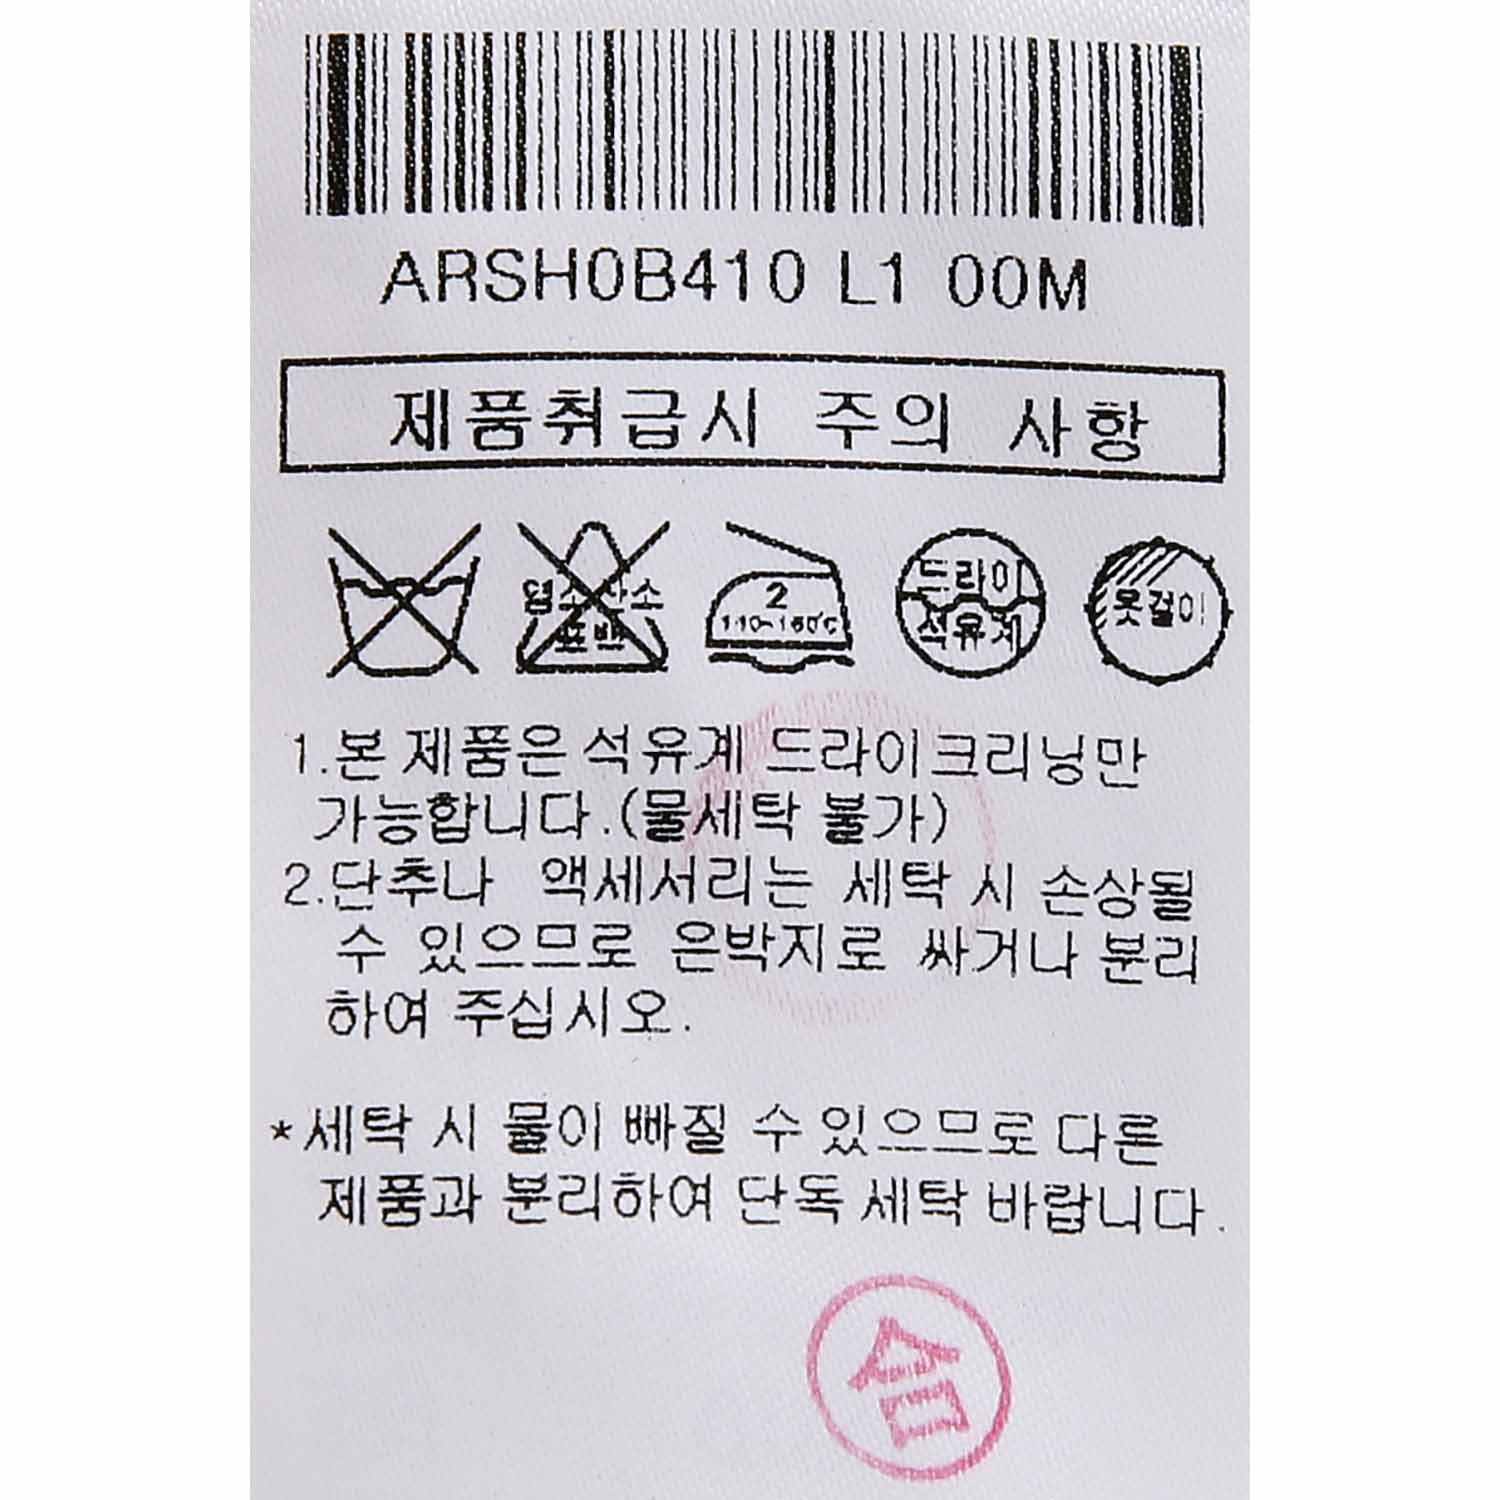 ARSH0B410 L1 00M
제품취급시 주의 사항
염소산소
표백
2
110~160℃
드라이
석유계
옷걸이
1.본 제품은 석유계 드라이크리닝만
가능합니다.(물세탁 불가)
2.단추나 액세서리는 세탁 시 손상될
수 있으므로 은박지로 싸거나 분리
하여 주십시오.
*세탁 시 물이 빠질 수 있으므로 다른
제품과 분리하여 단독 세탁 바랍니다.
合